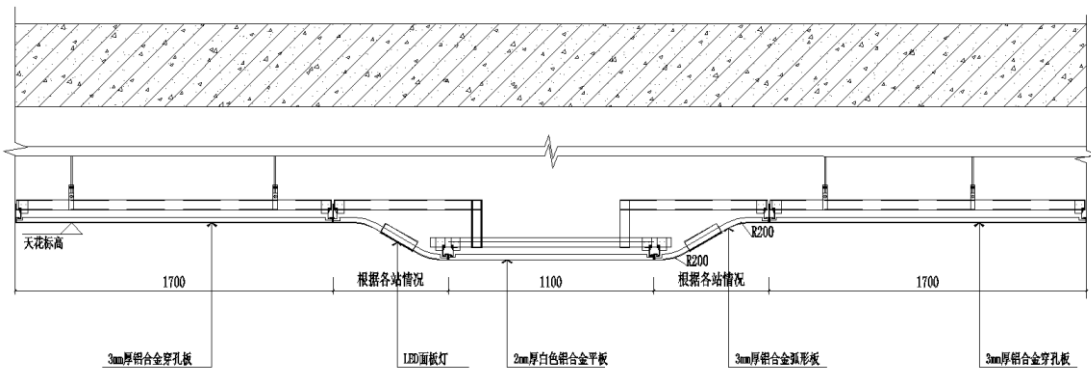 天花标高
R200
R200
1700
根据各站情况
1100
根据各站情况
1700
3mm厚铝合金穿孔板
LED面板灯
2mm厚白色铝合金平板
3mm厚铝合金弧形板
3mm厚铝合金穿孔板